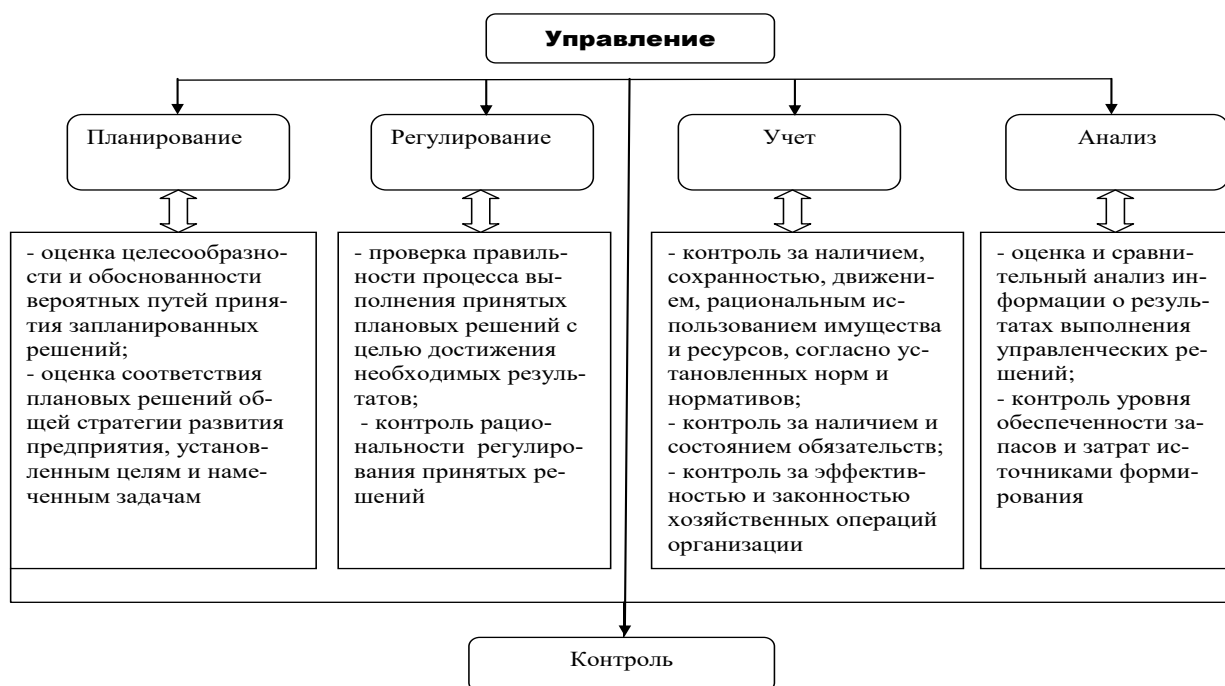 Управление
Планирование
Регулирование
Учет
Анализ
- оценка целесообразно-
сти и обоснованности
вероятных путей приня-
тия запланированных
решений;
- оценка соответствия
плановых решений об-
щей стратегии развития
предприятия, установ-
ленным целям и наме-
ченным задачам
- проверка правиль-
ности процесса вы-
полнения принятых
плановых решений с
целью достижения
необходимых резуль-
татов;
- контроль рацио-
нальности регулиро-
вания принятых ре-
шений
- контроль за наличием,
сохранностью, движени-
ем, рациональным ис-
пользованием имущества
и ресурсов, согласно ус-
тановленных норм и
нормативов;
- контроль за наличием и
состоянием обязательств;
- контроль за эффектив-
ностью и законностью
хозяйственных операций
организации
- оценка и сравни-
тельный анализ ин-
формации о резуль-
татах выполнения
управленческих ре-
шений;
- контроль уровня
обеспеченности за-
пасов и затрат ис-
точниками форми-
рования
Контроль